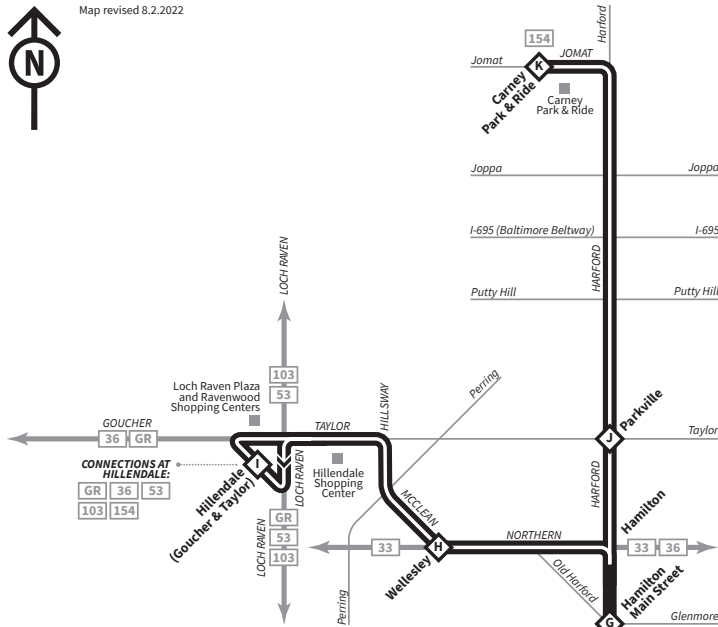 Map revised 8.2.2022
N
Harford
154
Jomat
JOMAT
K
Carney
Park & Ride
Carney
Park & Ride
Joppa
Joppa
I-695 (Baltimore Beltway)
I-695
HARFORD
Putty Hill
Putty Hill
LOCH RAVEN
103
53
Loch Raven Plaza
and Ravenwood
Shopping Centers
Perring
HILLSWAY
Parkville
GOUCHER
36
GR
TAYLOR
J
Taylor
CONNECTIONS AT
HILLENDALE:
GR
36
53
103
154
I
Hillendale
(Goucher & Taylor)
LOCH RAVEN
Hillendale
Shopping
Center
HARFORD
MCCLEAN
GR
53
103
LOCH RAVEN
Hamilton
33
H
Wellesley
NORTHERN
33
36
Old Harford
Perring
Hamilton
Main Street
G
Glenmore